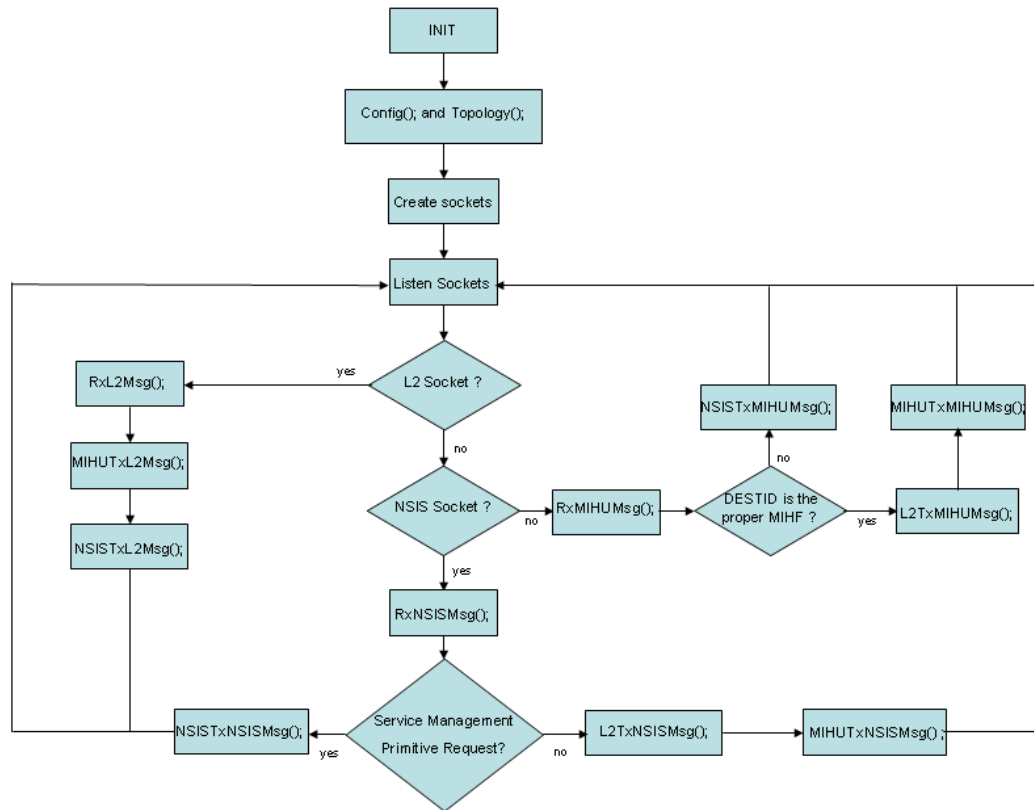 INIT
Config(); and Topology();
Create sockets
Listen Sockets
L2 Socket ?
yes
RxL2Msg();
MIHUTxL2Msg();
NSISTxL2Msg();
no
NSIS Socket ?
no
RxMIHUMsg();
DESTID is the
proper MIHF ?
no
NSISTxMIHUMsg();
yes
L2TxMIHUMsg();
MIHUTxMIHUMsg();
yes
RxNSISMsg();
Service Management
Primitive Request?
yes
NSISTxNSISMsg();
no
L2TxNSISMsg();
MIHUTxNSISMsg();